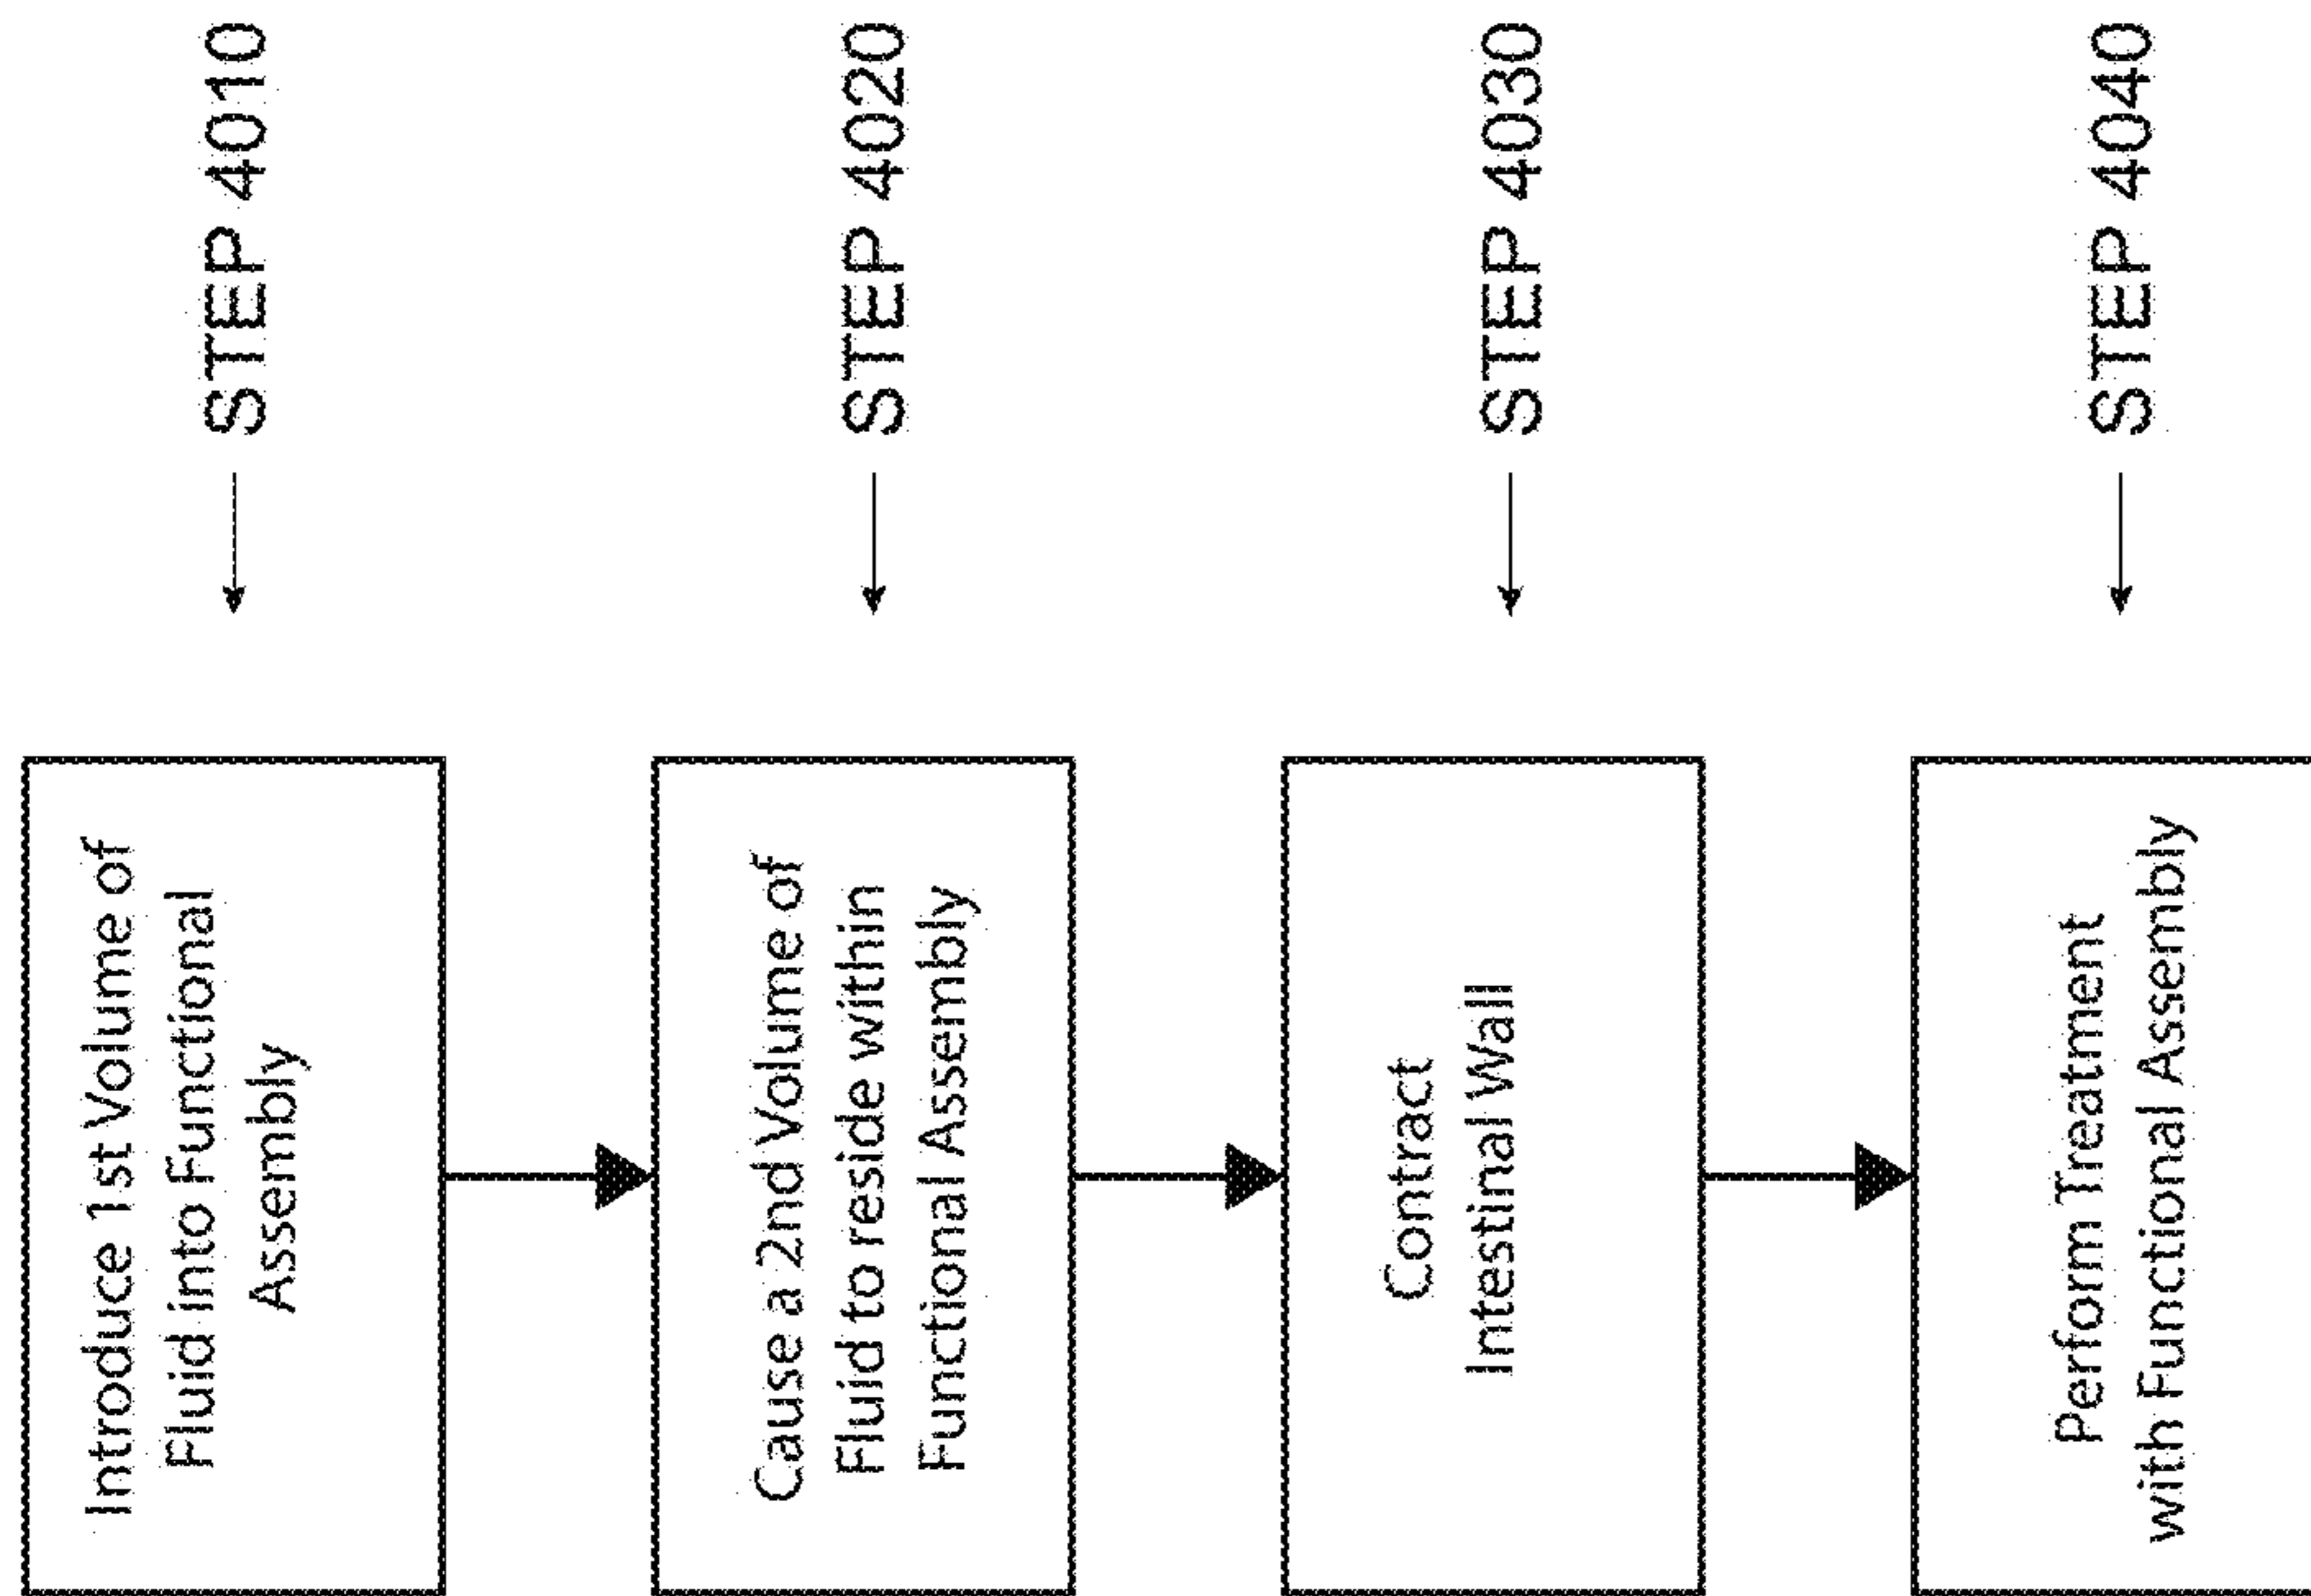 Introduce 1st Volume of
Fluid into Functional
Assembly
STEP 4010
Cause a 2nd Volume of
Fluid to reside within
Functional Assembly
STEP 4020
Contract
Intestinal Wall
STEP 4030
Perform Treatment
with Functional Assembly
STEP 4040